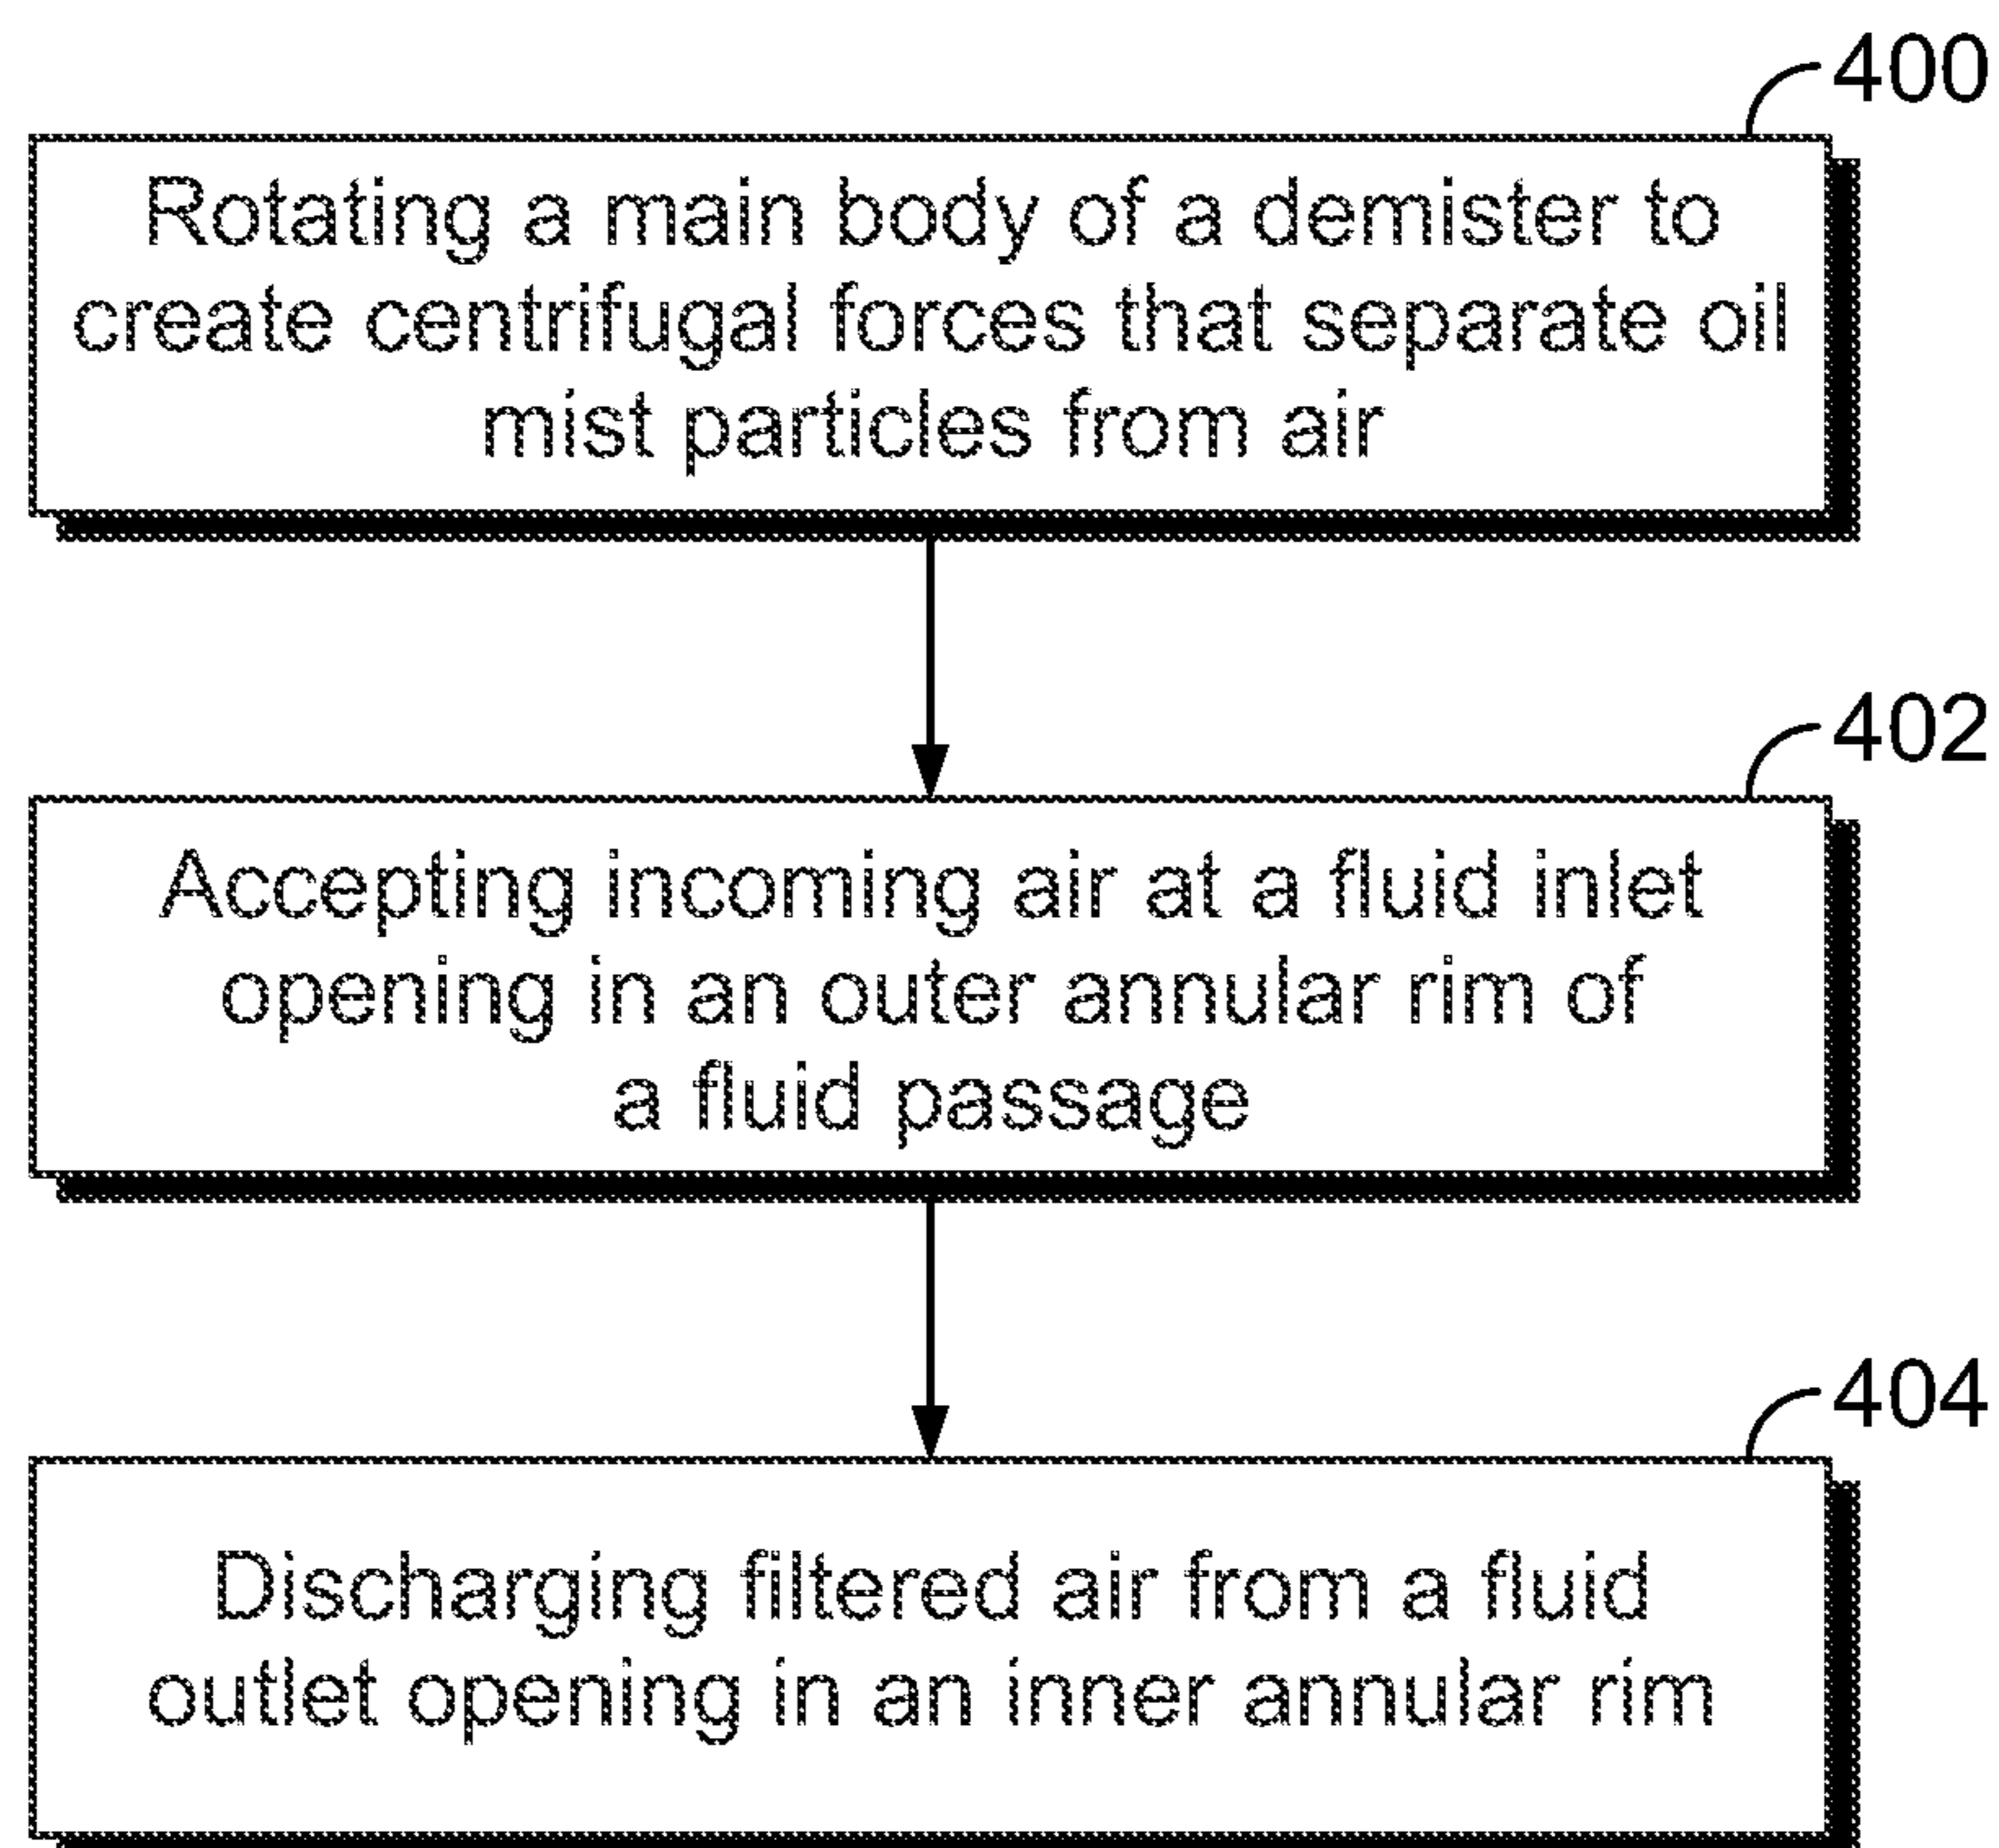 400
Rotating a main body of a demister to
create centrifugal forces that separate oil
mist particles from air
402
Accepting incoming air at a fluid inlet
opening in an outer annular rim of
a fluid passage
404
Discharging filtered air from a fluid
outlet opening in an inner annular rim